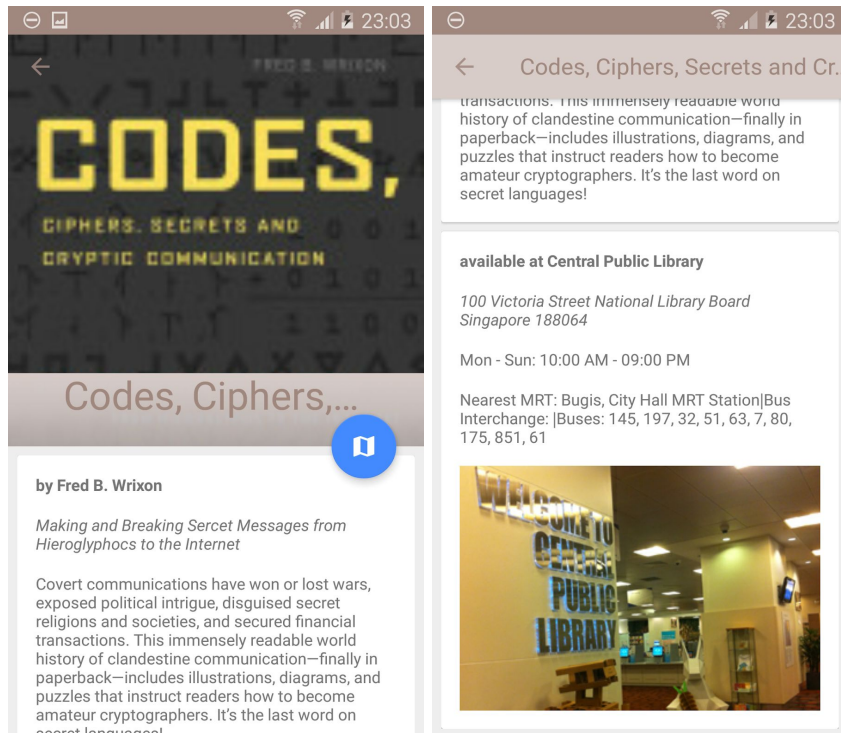 23:03
FRED B. WRIXON
CODES,
CIPHERS, SECRETS AND
CRYPTIC COMMUNICATION
Codes, Ciphers,...
by Fred B. Wrixon
Making and Breaking Sercet Messages from
Hieroglyphocs to the Internet
Covert communications have won or lost wars,
exposed political intrigue, disguised secret
religions and societies, and secured financial
transactions. This immensely readable world
history of clandestine communication—finally in
paperback—includes illustrations, diagrams, and
puzzles that instruct readers how to become
amateur cryptographers. It's the last word on
secret languages!
23:03
Codes, Ciphers, Secrets and Cr.
transactions. This immensely readable world
history of clandestine communication—finally in
paperback—includes illustrations, diagrams, and
puzzles that instruct readers how to become
amateur cryptographers. It's the last word on
secret languages!
available at Central Public Library
100 Victoria Street National Library Board
Singapore 188064
Mon - Sun: 10:00 AM - 09:00 PM
Nearest MRT: Bugis, City Hall MRT Station|Bus
Interchange: |Buses: 145, 197, 32, 51, 63, 7, 80,
175, 851, 61
WELCOME TO
CENTRAL
PUBLIC
LIBRARY